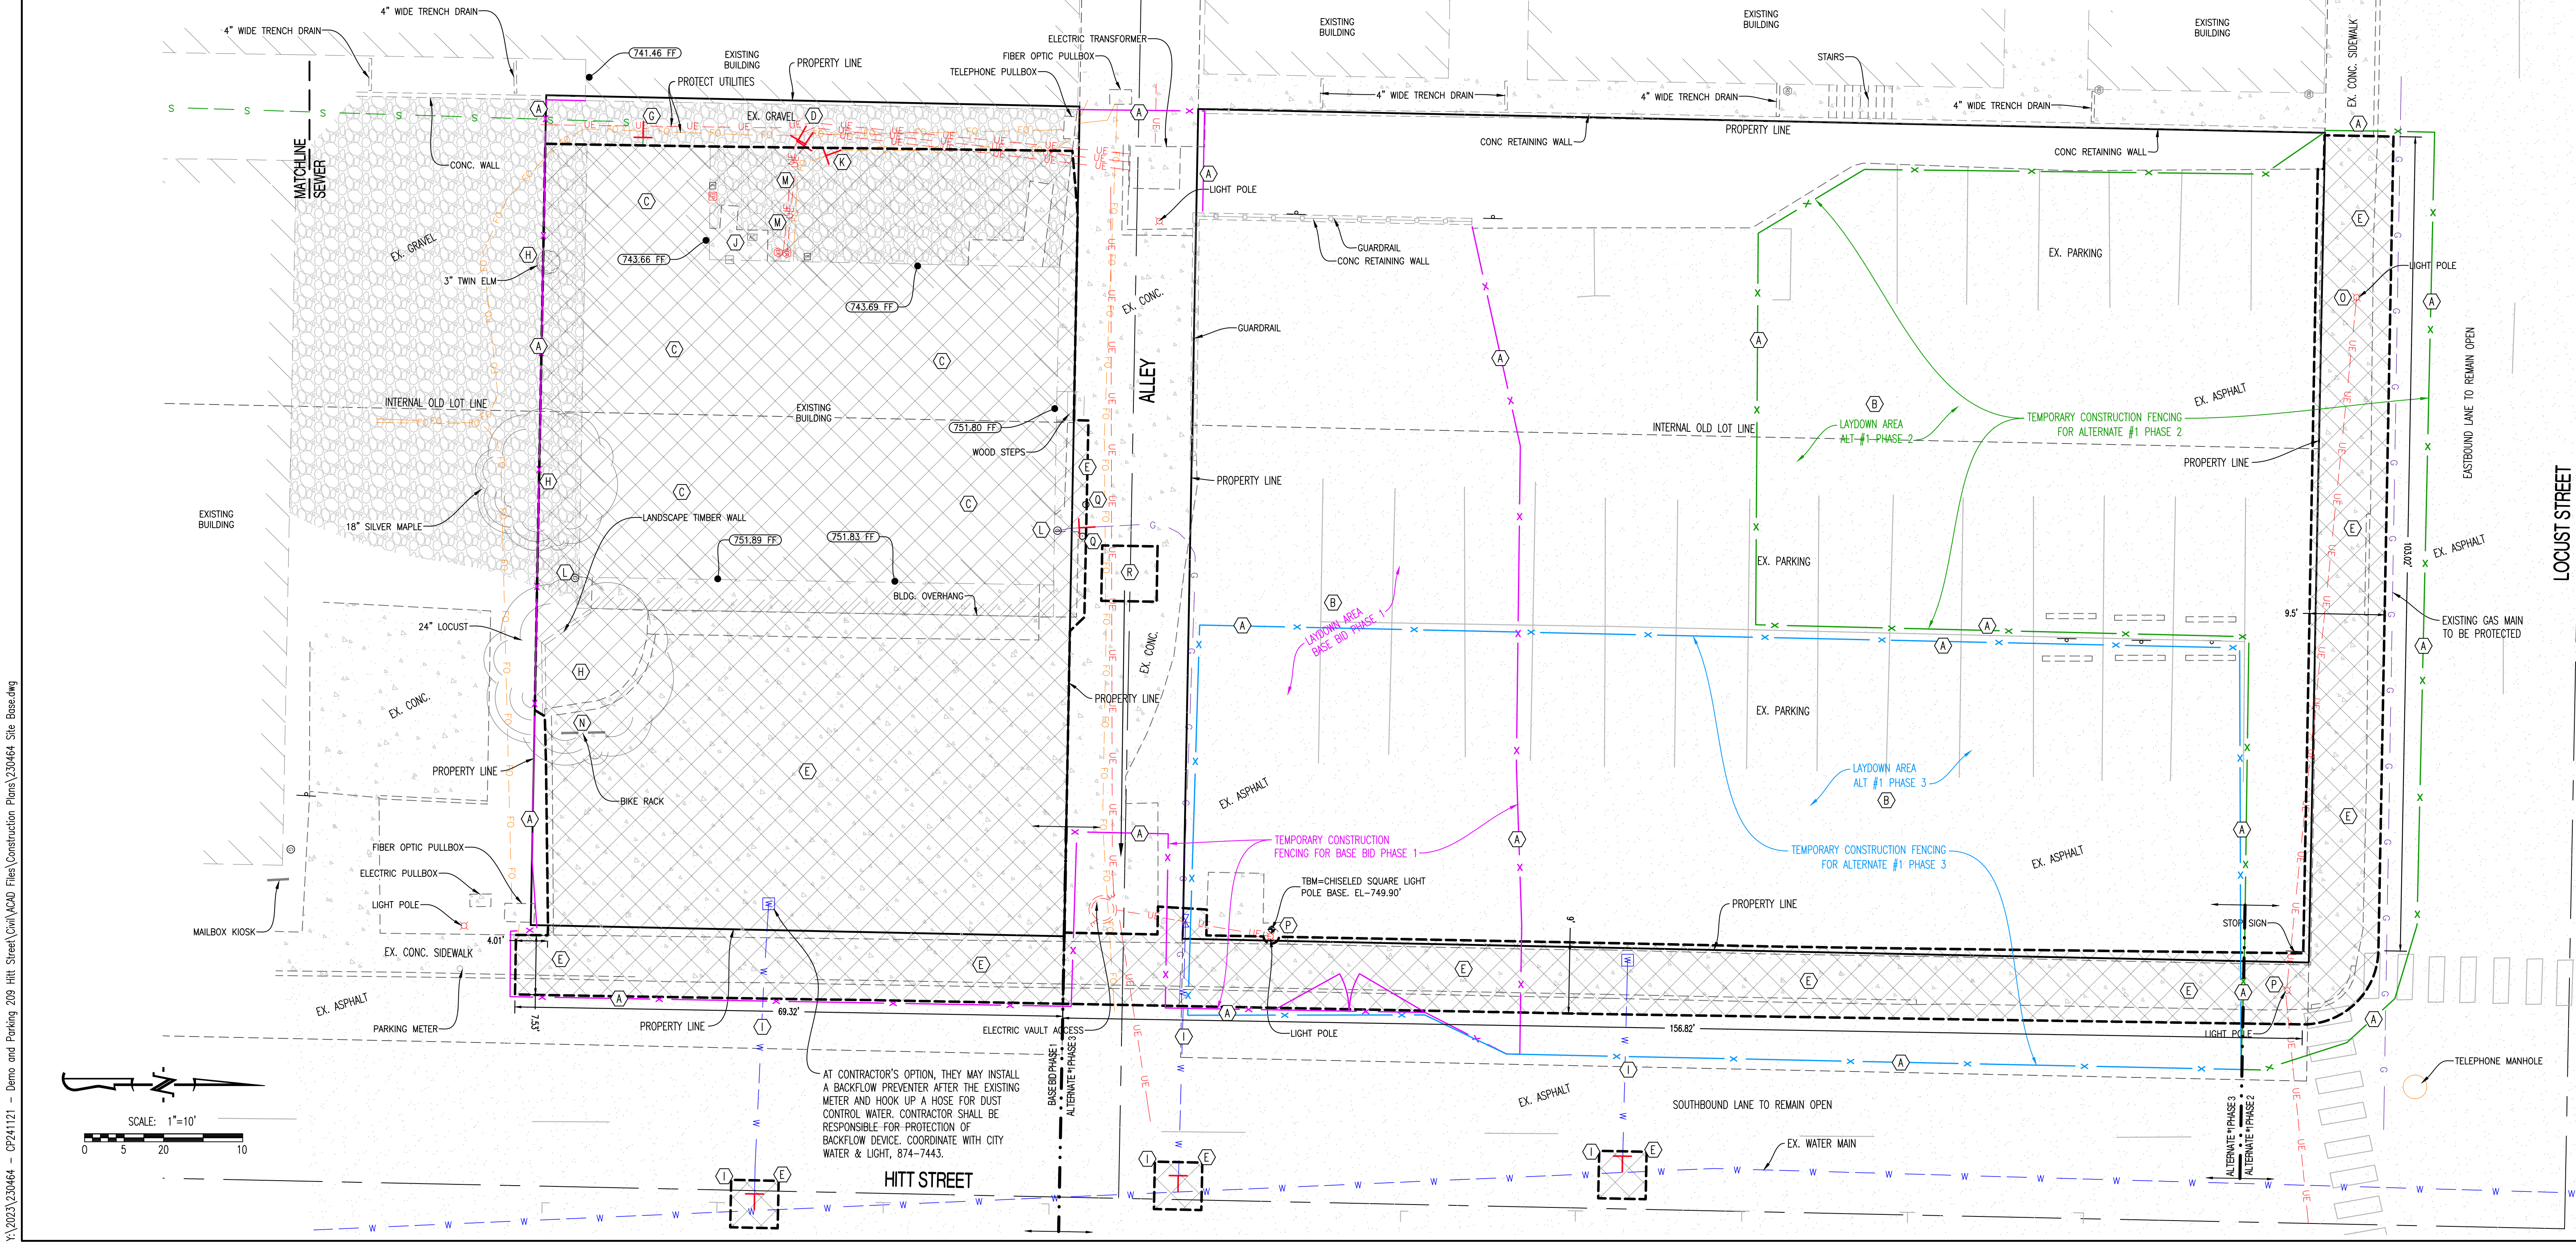 4" WIDE TRENCH DRAIN
4" WIDE TRENCH DRAIN
741.46 FF
EXISTING
BUILDING
PROPERTY LINE
PROTECT UTILITIES
ELECTRIC TRANSFORMER
FIBER OPTIC PULLBOX
TELEPHONE PULLBOX
EXISTING
BUILDING
EXISTING
BUILDING
EXISTING
BUILDING
STAIRS
4" WIDE TRENCH DRAIN
4" WIDE TRENCH DRAIN
4" WIDE TRENCH DRAIN
EX. CONC. SIDEWALK
PROPERTY LINE
CONC RETAINING WALL
CONC RETAINING WALL
MATCHLINE
SEWER
CONC. WALL
EX. GRAVEL
EX. GRAVEL
3" TWIN ELM
743.66 FF
743.69 FF
LIGHT POLE
GUARDRAIL
CONC RETAINING WALL
GUARDRAIL
EX. CONC.
ALLEY
EX. PARKING
LIGHT POLE
EASTBOUND LANE TO REMAIN OPEN
LOCUST STREET
INTERNAL OLD LOT LINE
EXISTING
BUILDING
751.80 FF
WOOD STEPS
INTERNAL OLD LOT LINE
LAYDOWN AREA
ALT #1 PHASE 2
TEMPORARY CONSTRUCTION FENCING
FOR ALTERNATE #1 PHASE 2
EX. ASPHALT
PROPERTY LINE
PROPERTY LINE
103.02'
EX. ASPHALT
EXISTING
BUILDING
18" SILVER MAPLE
LANDSCAPE TIMBER WALL
751.89 FF
751.83 FF
BLDG. OVERHANG
24" LOCUST
EX. PARKING
LAYDOWN AREA
BASE BID PHASE 1
9.5'
EXISTING GAS MAIN
TO BE PROTECTED
EX. CONC.
EX. CONC.
PROPERTY LINE
EX. PARKING
PROPERTY LINE
BIKE RACK
LAYDOWN AREA
ALT #1 PHASE 3
EX. ASPHALT
TEMPORARY CONSTRUCTION
FENCING FOR BASE BID PHASE 1
TEMPORARY CONSTRUCTION FENCING
FOR ALTERNATE #1 PHASE 3
EX. ASPHALT
FIBER OPTIC PULLBOX
ELECTRIC PULLBOX
LIGHT POLE
MAILBOX KIOSK
TBM=CHISELED SQUARE LIGHT
POLE BASE. EL-749.90'
PROPERTY LINE
9'
STOP SIGN
4.01'
EX. CONC. SIDEWALK
EX. ASPHALT
PARKING METER
7.53'
69.32'
PROPERTY LINE
ELECTRIC VAULT ACCESS
LIGHT POLE
156.82'
LIGHT POLE
TELEPHONE MANHOLE
BASE BID PHASE 1
ALTERNATE #1 PHASE 3
AT CONTRACTOR'S OPTION, THEY MAY INSTALL
A BACKFLOW PREVENTER AFTER THE EXISTING
METER AND HOOK UP A HOSE FOR DUST
CONTROL WATER. CONTRACTOR SHALL BE
RESPONSIBLE FOR PROTECTION OF
BACKFLOW DEVICE. COORDINATE WITH CITY
WATER & LIGHT, 874-7443.
EX. ASPHALT
SOUTHBOUND LANE TO REMAIN OPEN
EX. WATER MAIN
ALTERNATE #1 PHASE 3
ALTERNATE #1 PHASE 2
HITT STREET
SCALE: 1"=10'
0 5 20 10
Y:\2023\230464 - CP241121 - Demo and Parking 209 Hitt Street\Civil\ACAD Files\Construction Plans\230464 Site Base.dwg